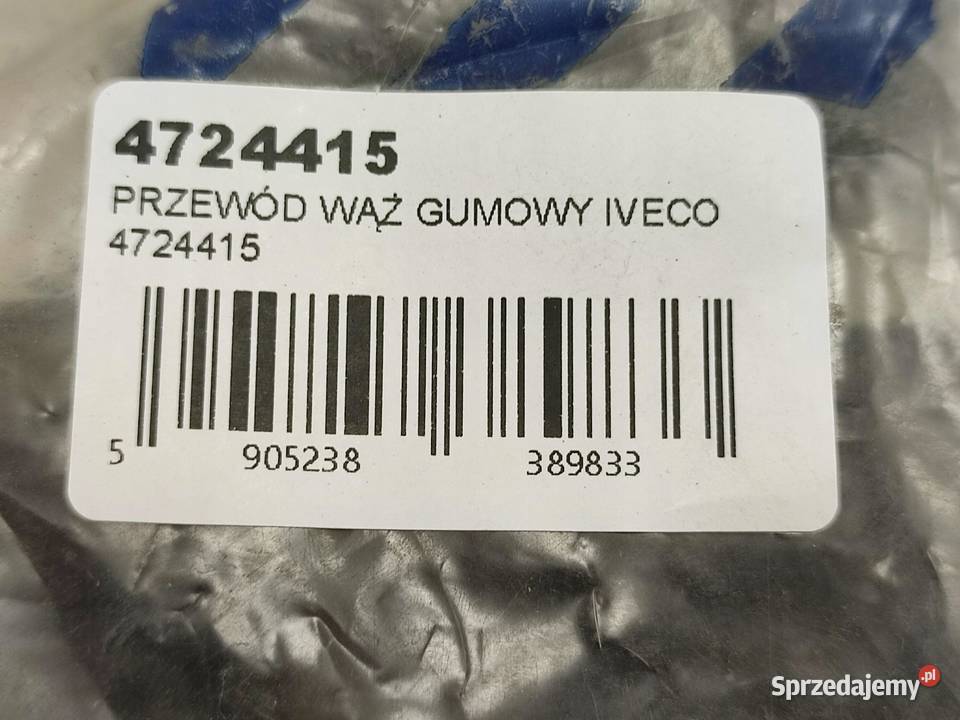 4724415
PRZEWÓD WĄŻ GUMOWY IVECO
4724415
5 905238 389833
Sprzedajemy.pl